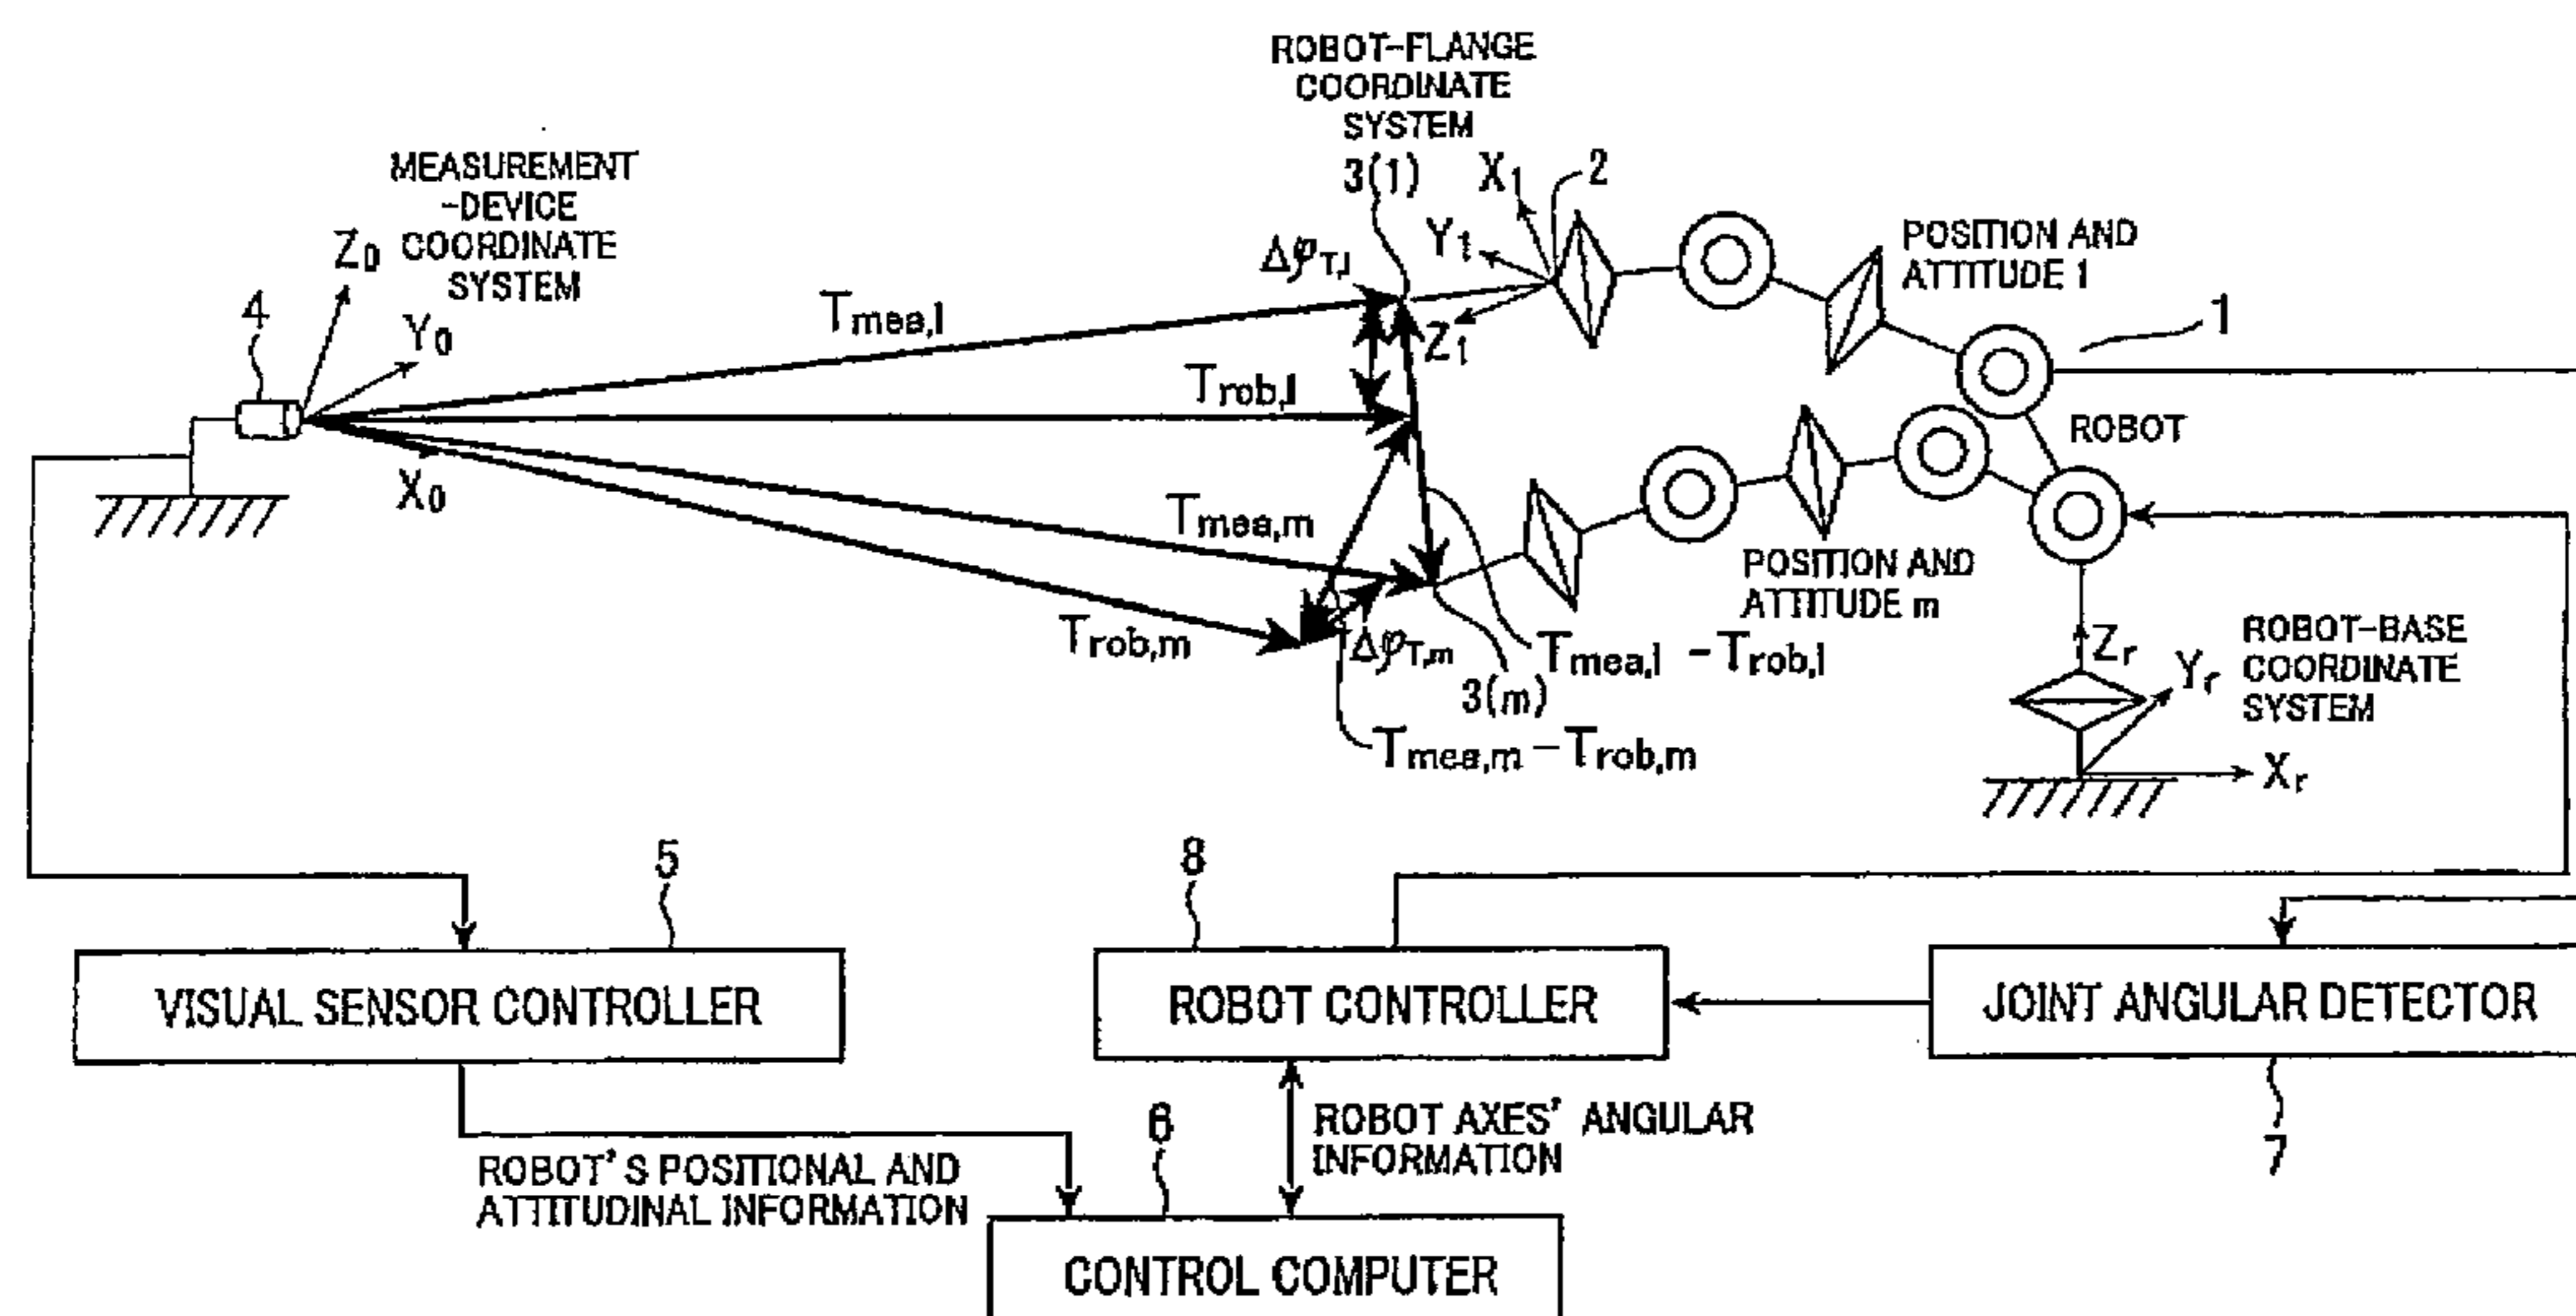 ROBOT-FLANGE
COORDINATE
SYSTEM
3(1)
X1
2
Y1
Z1
MEASUREMENT
-DEVICE
COORDINATE
SYSTEM
Z0
Y0
X0
4
Tmea,l
ΔφT,l
Trob,l
Tmea,m
Trob,m
ΔφT,m
Tmea,l -Trob,l
3(m)
Tmea,m-Trob,m
POSITION AND
ATTITUDE l
1
ROBOT
POSITION AND
ATTITUDE m
Zr
Yr
Xr
ROBOT-BASE
COORDINATE
SYSTEM
5
VISUAL SENSOR CONTROLLER
8
ROBOT CONTROLLER
JOINT ANGULAR DETECTOR
7
ROBOT'S POSITIONAL AND
ATTITUDINAL INFORMATION
6
ROBOT AXES' ANGULAR
INFORMATION
CONTROL COMPUTER